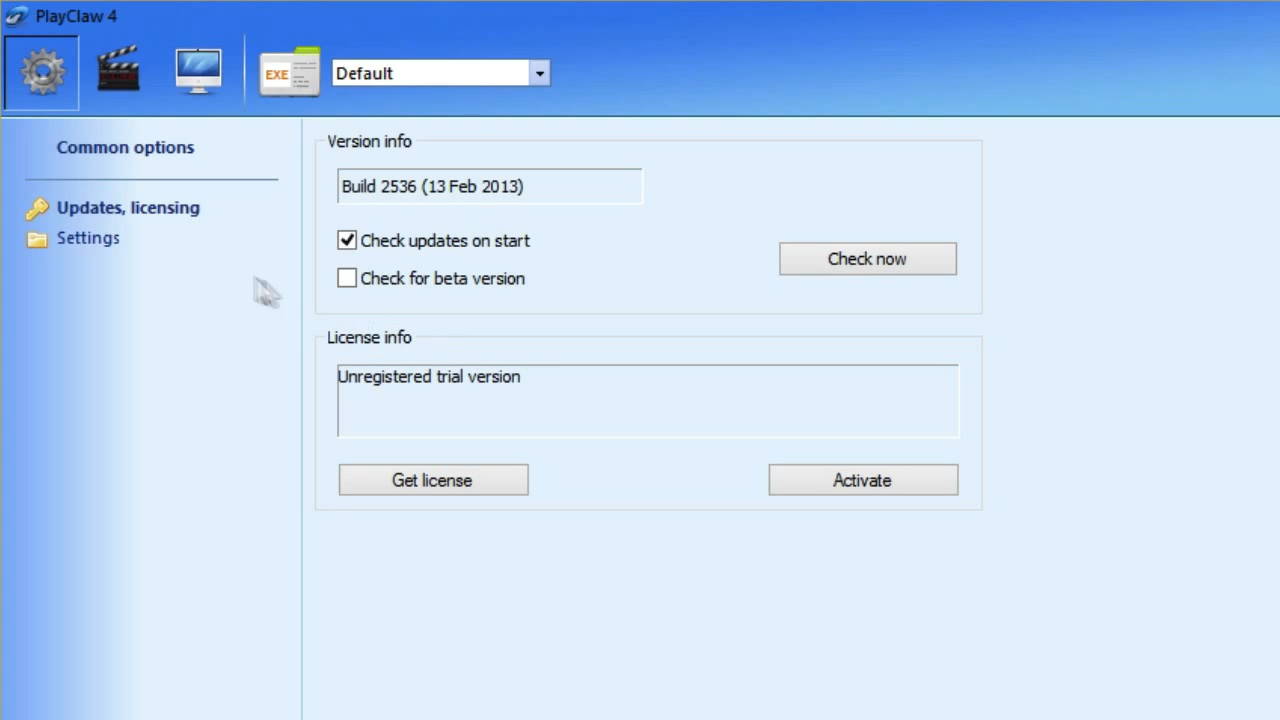 PlayClaw 4
EXE
Default
Common options
Updates, licensing
Settings
Version info
Build 2536 (13 Feb 2013)
Check updates on start
Check for beta version
Check now
License info
Unregistered trial version
Get license
Activate